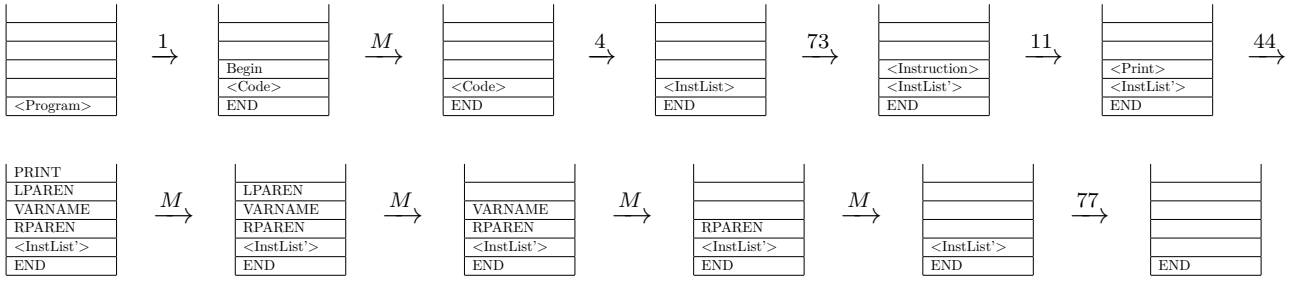 <Program>
1
Begin
<Code>
END
M
<Code>
END
4
<InstList>
END
73
<Instruction>
<InstList'>
END
11
<Print>
<InstList'>
END
44
PRINT
LPAREN
VARNAME
RPAREN
<InstList'>
END
M
LPAREN
VARNAME
RPAREN
<InstList'>
END
M
VARNAME
RPAREN
<InstList'>
END
M
RPAREN
<InstList'>
END
M
<InstList'>
END
77
END